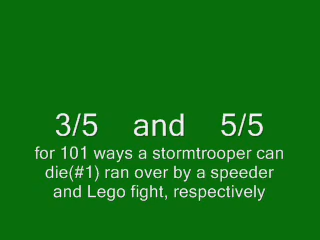 3/5 and 5/5
for 101 ways a stormtrooper can
die(#1) ran over by a speeder
and Lego fight, respectively